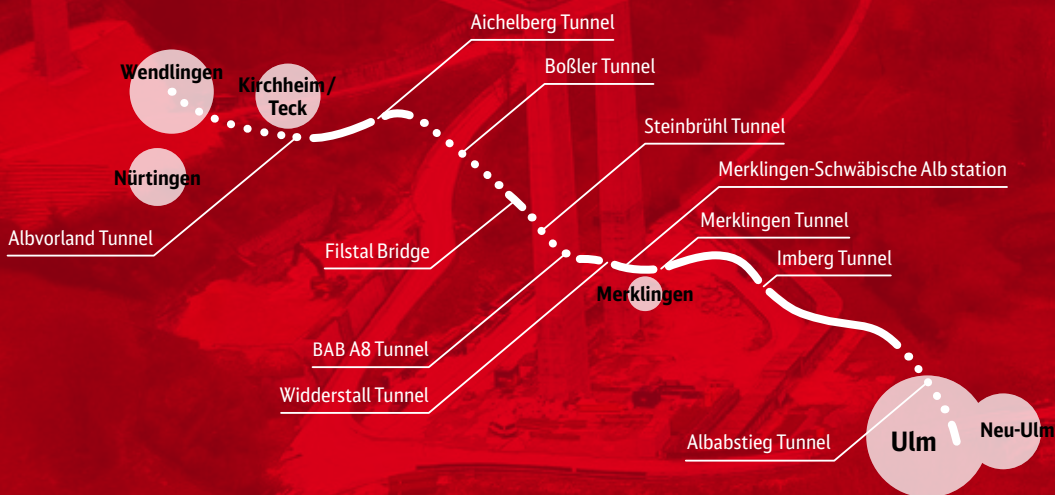 Aichelberg Tunnel
Wendlingen
Boßler Tunnel
Kirchheim/
Teck
Steinbrühl Tunnel
Merklingen-Schwäbische Alb station
Nürtingen
Merklingen Tunnel
Albvorland Tunnel
Filstal Bridge
Imberg Tunnel
Merklingen
BAB A8 Tunnel
Widderstall Tunnel
Neu-Ulm
Ulm
Albabstieg Tunnel